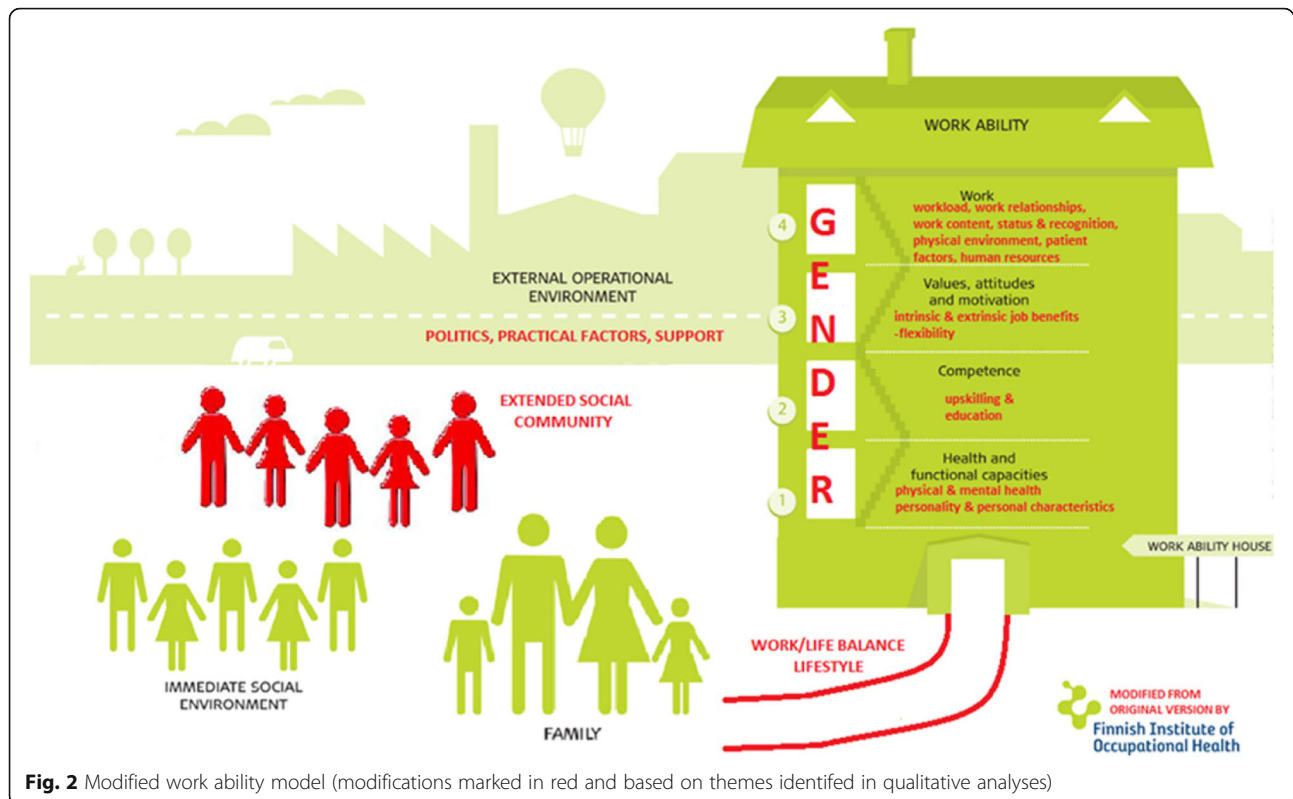 WORK ABILITY
Work
workload, work relationships,
work content, status & recognition,
physical environment, patient
factors, human resources
4
G
E
N
D
E
R
Values, attitudes
and motivation
intrinsic & extrinsic job benefits
-flexibility
3
Competence
upskilling &
education
2
Health and
functional capacities
physical & mental health
personality & personal characteristics
1
WORK ABILITY HOUSE
EXTERNAL OPERATIONAL
ENVIRONMENT
POLITICS, PRACTICAL FACTORS, SUPPORT
EXTENDED SOCIAL
COMMUNITY
IMMEDIATE SOCIAL
ENVIRONMENT
FAMILY
WORK/LIFE BALANCE
LIFESTYLE
MODIFIED FROM
ORIGINAL VERSION BY
Finnish Institute of
Occupational Health
Fig. 2 Modified work ability model (modifications marked in red and based on themes identifed in qualitative analyses)